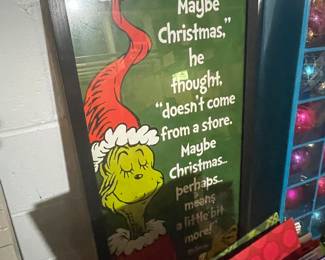 Maybe
Christmas,"
he
thought,
"doesn't come
from a store.
Maybe
Christmas...
perhaps...
means
a little bit
more!"